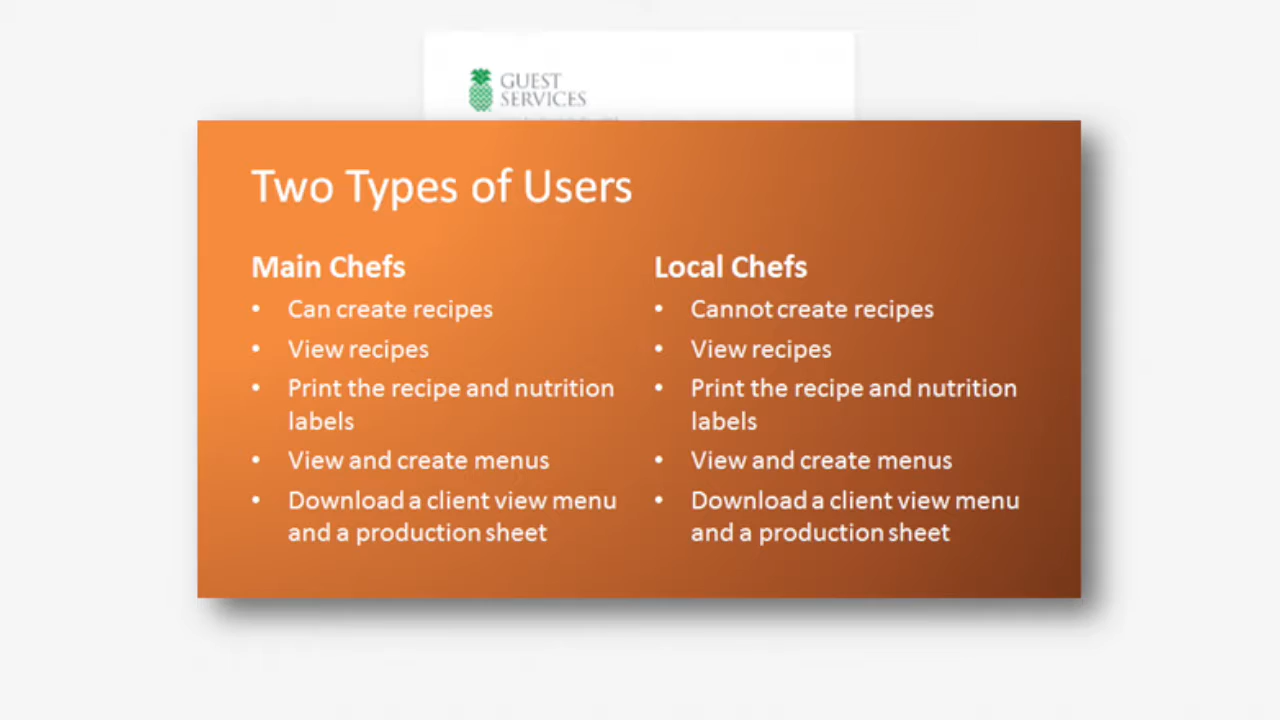 GUEST
SERVICES
Two Types of Users
Main Chefs
• Can create recipes
• View recipes
• Print the recipe and nutrition
labels
• View and create menus
• Download a client view menu
and a production sheet
Local Chefs
• Cannot create recipes
• View recipes
• Print the recipe and nutrition
labels
• View and create menus
• Download a client view menu
and a production sheet